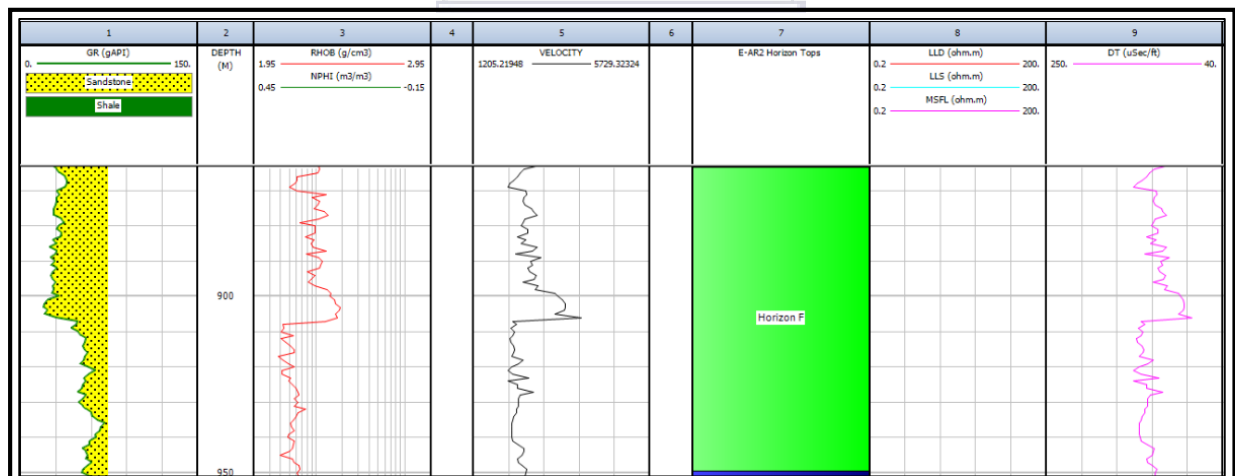 1 2 3 4 5 6 7 8 9
GR (gAPI)
0. 150.
Sandstone
Shale
DEPTH
(M)
RHOB (g/cm3)
1.95 2.95
NPHI (m3/m3)
0.45 -0.15
VELOCITY
1205.21948 5729.32324
E-AR2 Horizon Tops
LLD (ohm.m)
0.2 200.
LLS (ohm.m)
0.2 200.
MSFL (ohm.m)
0.2 200.
DT (uSec/ft)
250. 40.
900
Horizon F
950